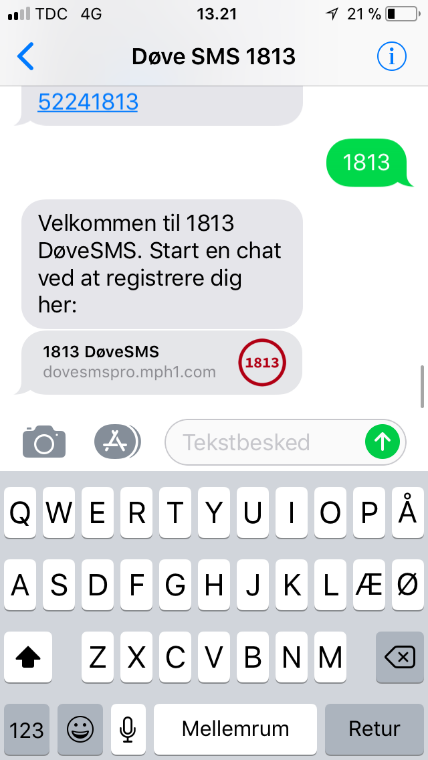 TDC 4G 13.21 21 %
Døve SMS 1813
52241813
1813
Velkommen til 1813
DøveSMS. Start en chat
ved at registrere dig
her:
1813 DøveSMS
dovesmspro.mph1.com
1813
Tekstbesked
Q W E R T Y U I O P Å
A S D F G H J K L Æ Ø
Z X C V B N M
123 Mellemrum Retur